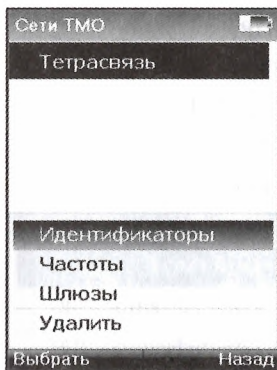 Сети ТМО
Тетрасвязь
Идентификаторы
Частоты
Шлюзы
Удалить
Выбрать Назад